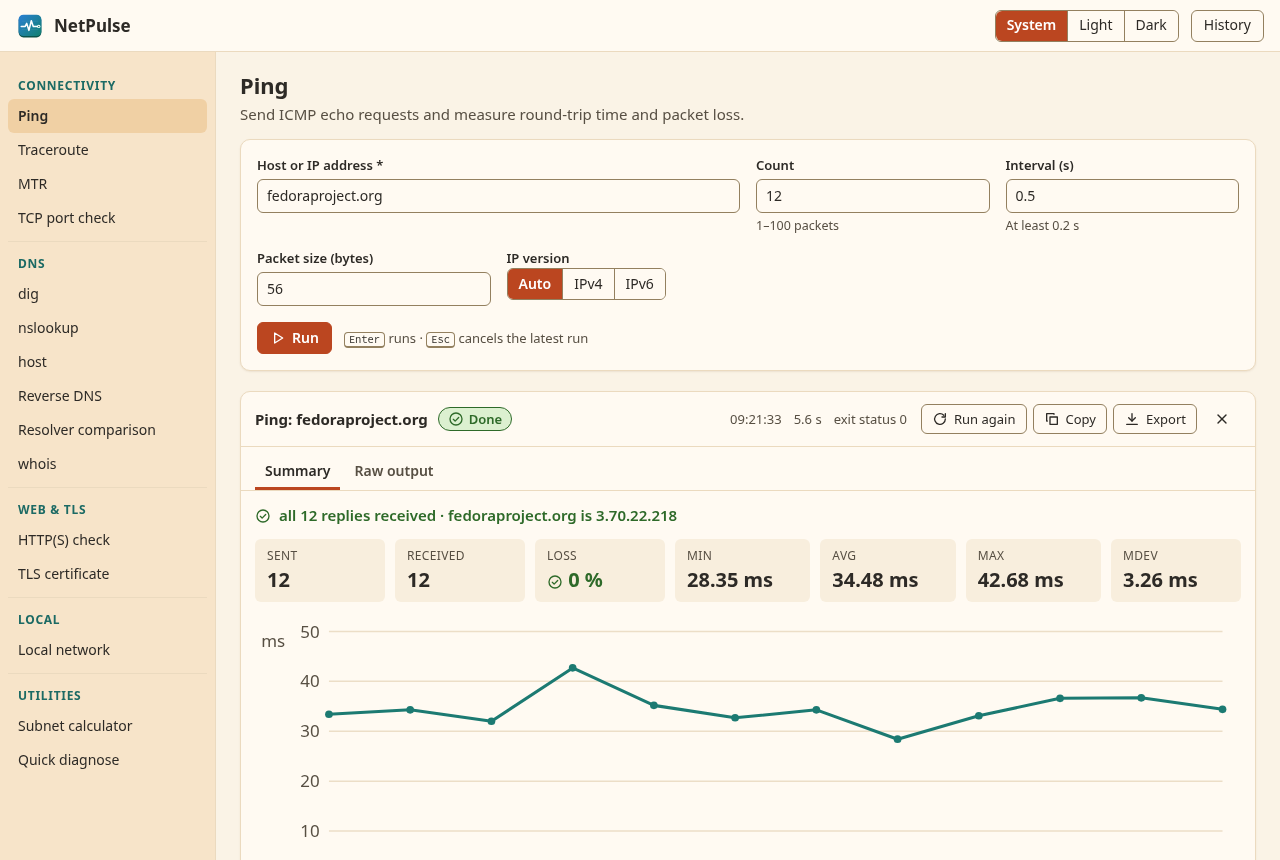 NetPulse
System Light Dark History
CONNECTIVITY
Ping
Traceroute
MTR
TCP port check
DNS
dig
nslookup
host
Reverse DNS
Resolver comparison
whois
WEB & TLS
HTTP(S) check
TLS certificate
LOCAL
Local network
UTILITIES
Subnet calculator
Quick diagnose
Ping
Send ICMP echo requests and measure round-trip time and packet loss.
Host or IP address * Count Interval (s)
fedoraproject.org 12 0.5
1–100 packets At least 0.2 s
Packet size (bytes) IP version
56 Auto IPv4 IPv6
Run Enter runs · Esc cancels the latest run
Ping: fedoraproject.org Done 09:21:33 5.6 s exit status 0 Run again Copy Export
Summary Raw output
all 12 replies received · fedoraproject.org is 3.70.22.218
SENT RECEIVED LOSS MIN AVG MAX MDEV
12 12 0 % 28.35 ms 34.48 ms 42.68 ms 3.26 ms
ms
50
40
30
20
10